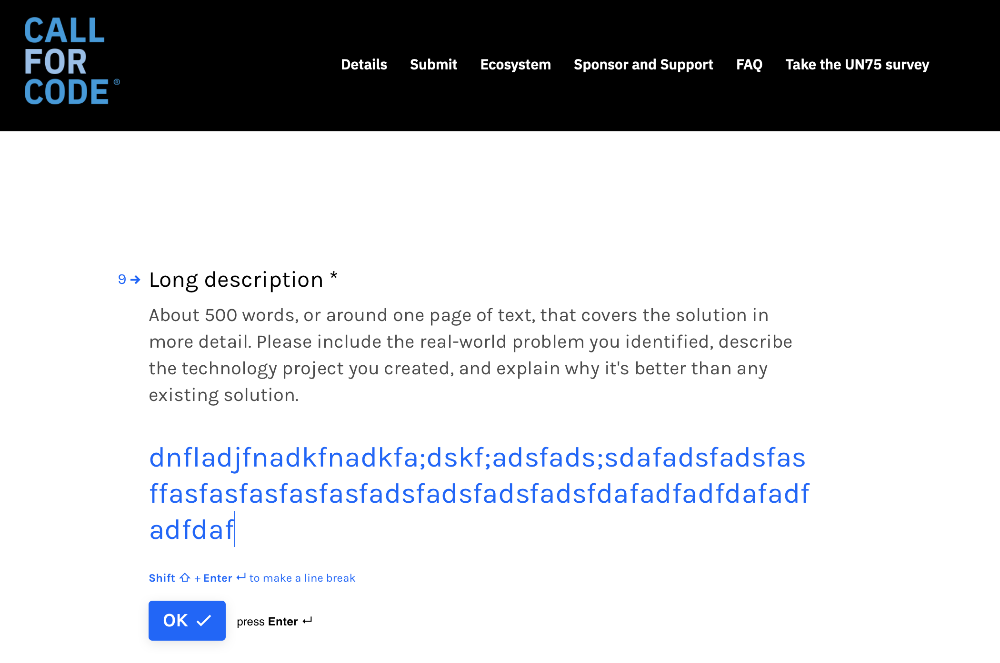 CALL
FOR
CODE ®
Details Submit Ecosystem Sponsor and Support FAQ Take the UN75 survey
9 → Long description *
About 500 words, or around one page of text, that covers the solution in
more detail. Please include the real-world problem you identified, describe
the technology project you created, and explain why it's better than any
existing solution.
dnfladjfnadkfnadkfa;dskf;adsfads;sdafadsfadsfas
ffasfasfasfasfasfadsfadsfadsfadsfdafadfadfdafadf
adfdaf
Shift ⇧ + Enter ↵ to make a line break
OK ✓ press Enter ↵